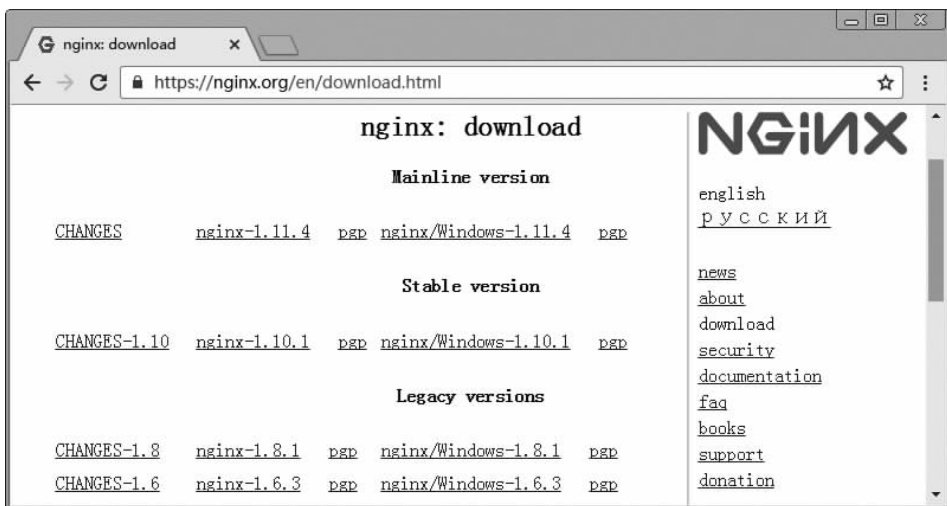 nginx: download
https://nginx.org/en/download.html
nginx: download
Mainline version
CHANGES nginx-1.11.4 pgp nginx/Windows-1.11.4 pgp
Stable version
CHANGES-1.10 nginx-1.10.1 pgp nginx/Windows-1.10.1 pgp
Legacy versions
CHANGES-1.8 nginx-1.8.1 pgp nginx/Windows-1.8.1 pgp
CHANGES-1.6 nginx-1.6.3 pgp nginx/Windows-1.6.3 pgp
NGiNX
english
русский
news
about
download
security
documentation
faq
books
support
donation